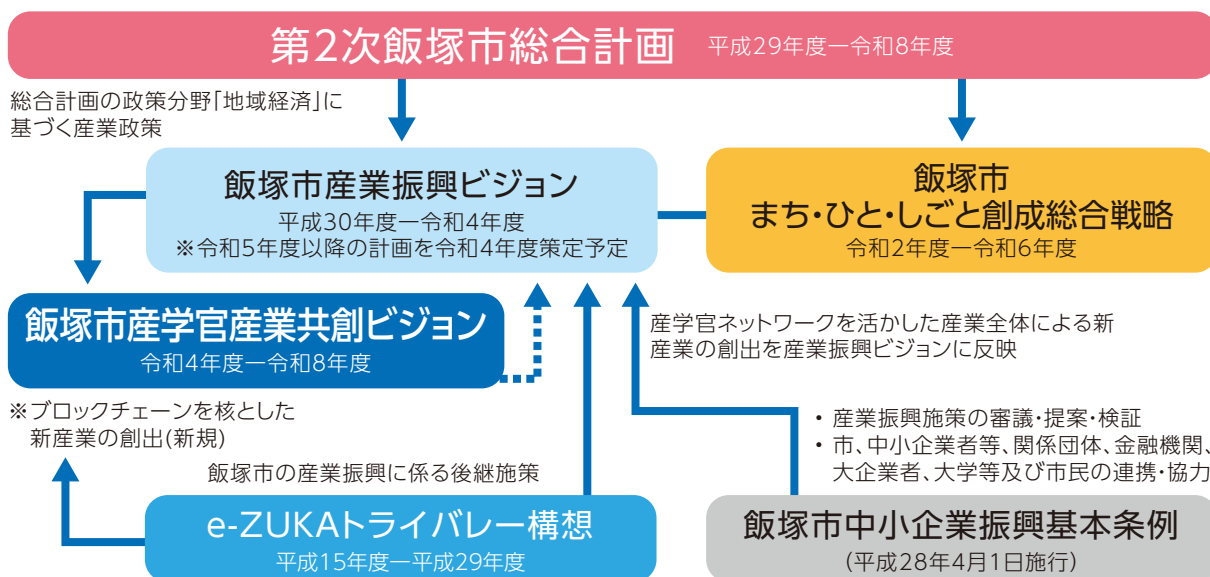 第2次飯塚市総合計画 平成29年度ー令和8年度
総合計画の政策分野「地域経済」に
基づく産業政策
飯塚市産業振興ビジョン
平成30年度ー令和4年度
※令和5年度以降の計画を令和4年度策定予定
飯塚市
まち・ひと・しごと創成総合戦略
令和2年度ー令和6年度
飯塚市産学官産業共創ビジョン
令和4年度ー令和8年度
産学官ネットワークを活かした産業全体による新
産業の創出を産業振興ビジョンに反映
※ブロックチェーンを核とした
新産業の創出(新規)
・産業振興施策の審議・提案・検証
・市、中小企業者等、関係団体、金融機関、
大企業者、大学等及び市民の連携・協力
飯塚市の産業振興に係る後継施策
e-ZUKAトライバレー構想
平成15年度ー平成29年度
飯塚市中小企業振興基本条例
(平成28年4月1日施行)